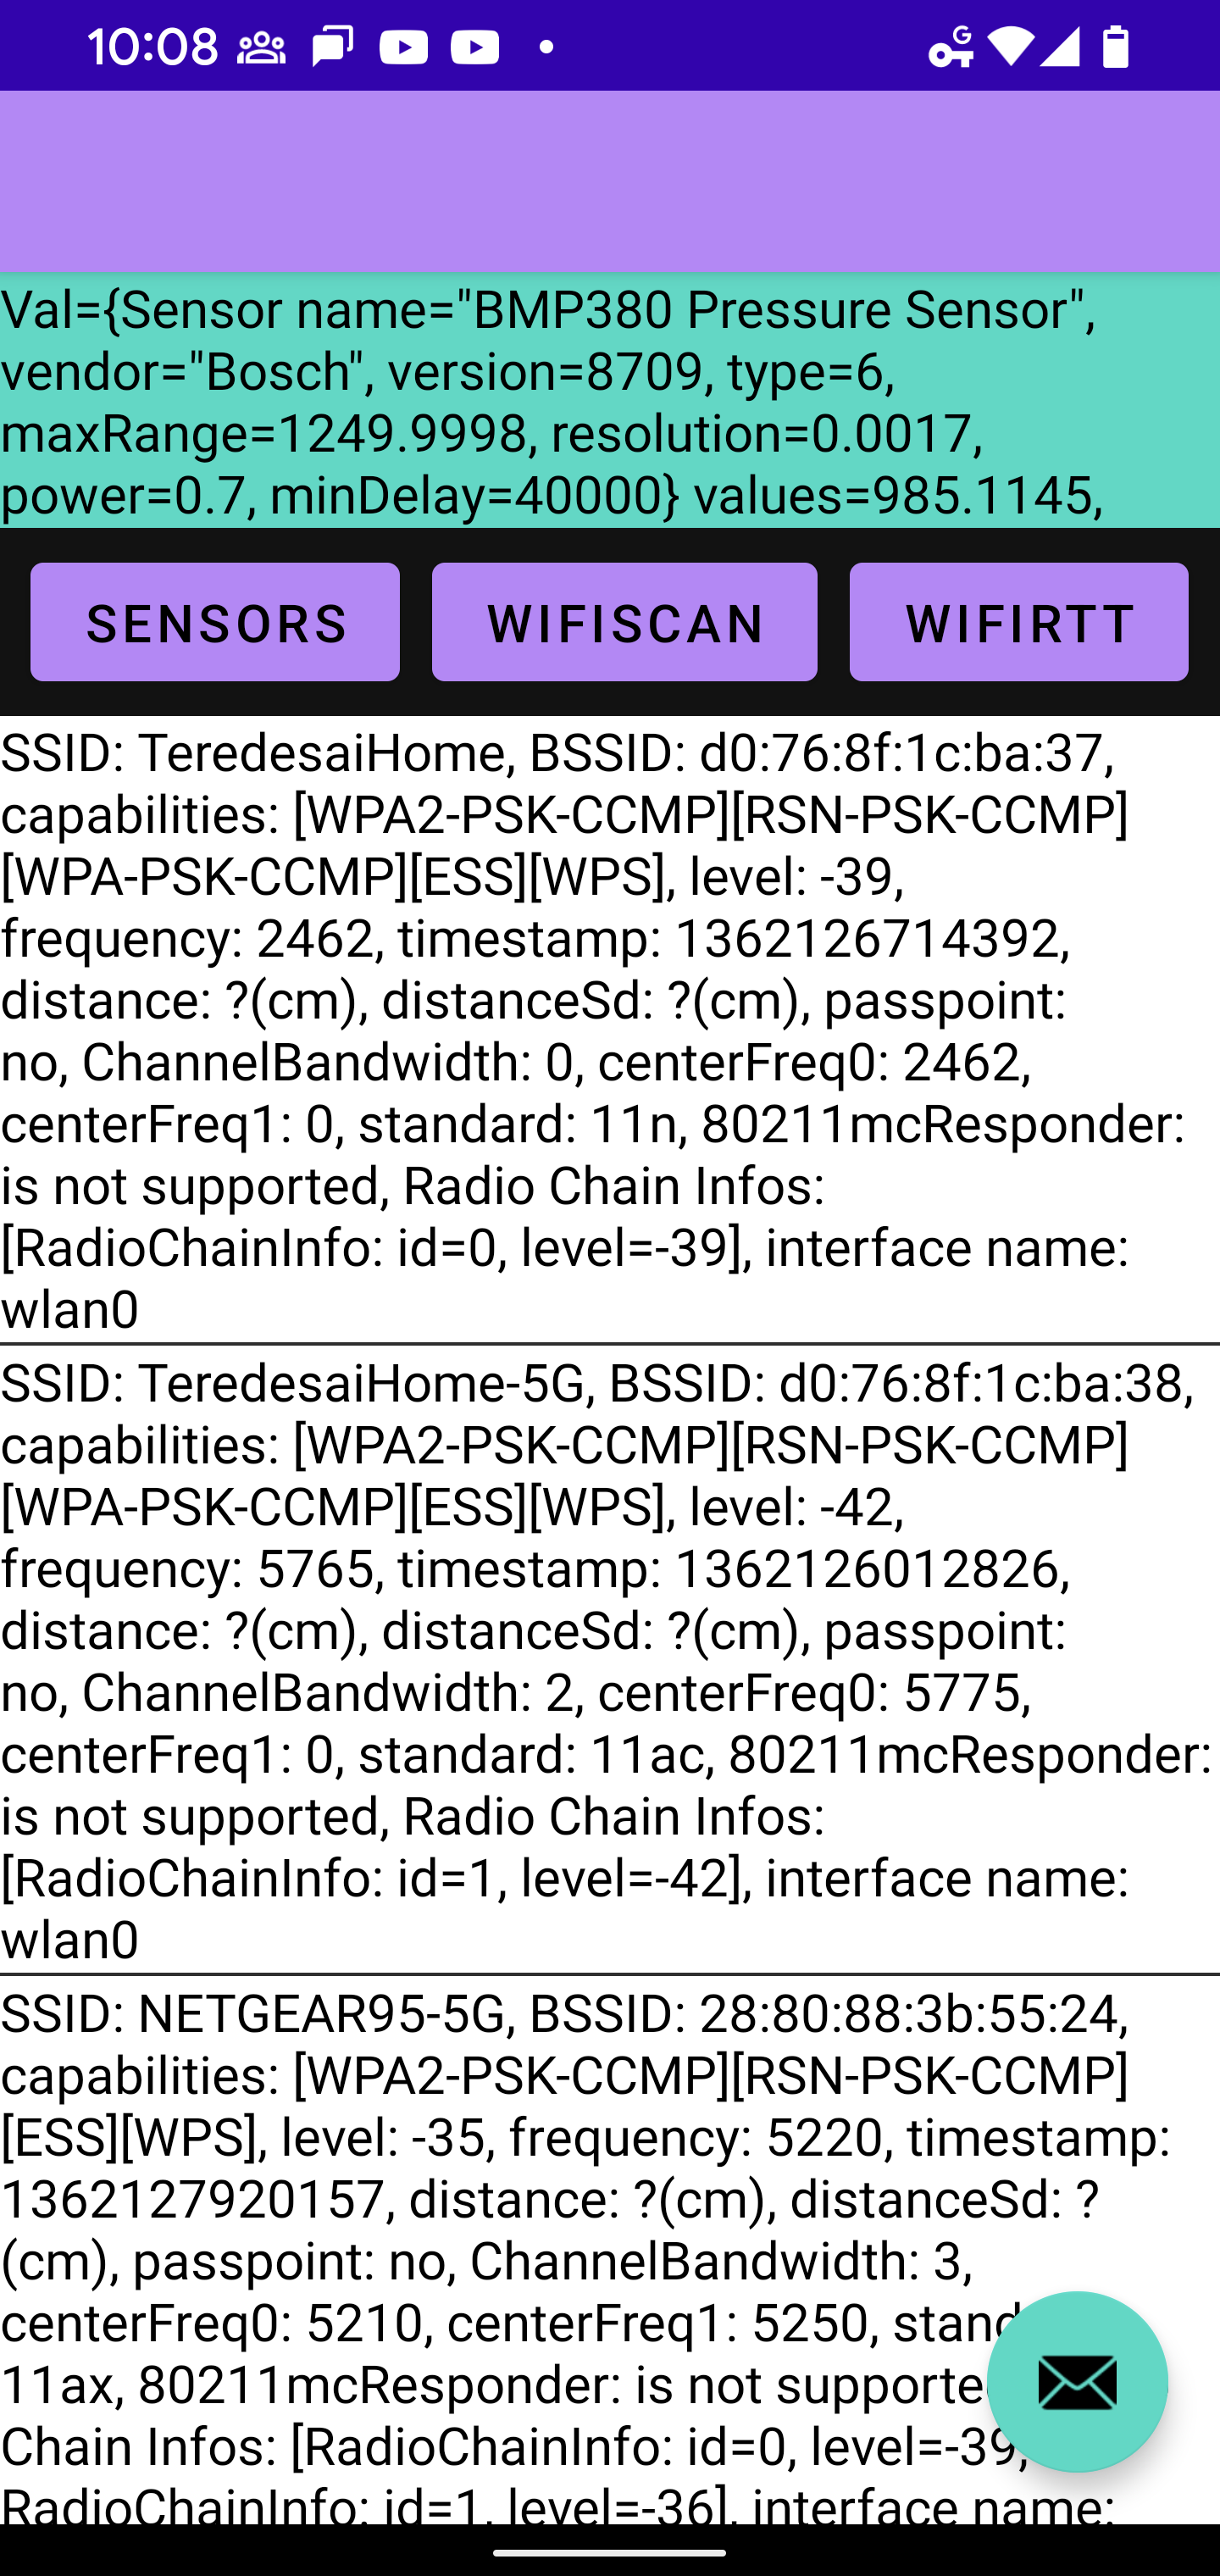 10:08
G
Val={Sensor name="BMP380 Pressure Sensor",
vendor="Bosch", version=8709, type=6,
maxRange=1249.9998, resolution=0.0017,
power=0.7, minDelay=40000} values=985.1145,
SENSORS WIFISCAN WIFIRTT
SSID: TeredesaiHome, BSSID: d0:76:8f:1c:ba:37,
capabilities: [WPA2-PSK-CCMP][RSN-PSK-CCMP]
[WPA-PSK-CCMP][ESS][WPS], level: -39,
frequency: 2462, timestamp: 1362126714392,
distance: ?(cm), distanceSd: ?(cm), passpoint:
no, ChannelBandwidth: 0, centerFreq0: 2462,
centerFreq1: 0, standard: 11n, 80211mcResponder:
is not supported, Radio Chain Infos:
[RadioChainInfo: id=0, level=-39], interface name:
wlan0
SSID: TeredesaiHome-5G, BSSID: d0:76:8f:1c:ba:38,
capabilities: [WPA2-PSK-CCMP][RSN-PSK-CCMP]
[WPA-PSK-CCMP][ESS][WPS], level: -42,
frequency: 5765, timestamp: 1362126012826,
distance: ?(cm), distanceSd: ?(cm), passpoint:
no, ChannelBandwidth: 2, centerFreq0: 5775,
centerFreq1: 0, standard: 11ac, 80211mcResponder:
is not supported, Radio Chain Infos:
[RadioChainInfo: id=1, level=-42], interface name:
wlan0
SSID: NETGEAR95-5G, BSSID: 28:80:88:3b:55:24,
capabilities: [WPA2-PSK-CCMP][RSN-PSK-CCMP]
[ESS][WPS], level: -35, frequency: 5220, timestamp:
1362127920157, distance: ?(cm), distanceSd: ?
(cm), passpoint: no, ChannelBandwidth: 3,
centerFreq0: 5210, centerFreq1: 5250,
11ax, 80211mcResponder: is not
Chain Infos: [RadioChainInfo: id=0, level=-39,
RadioChainInfo: id=1, level=-36], interface name: